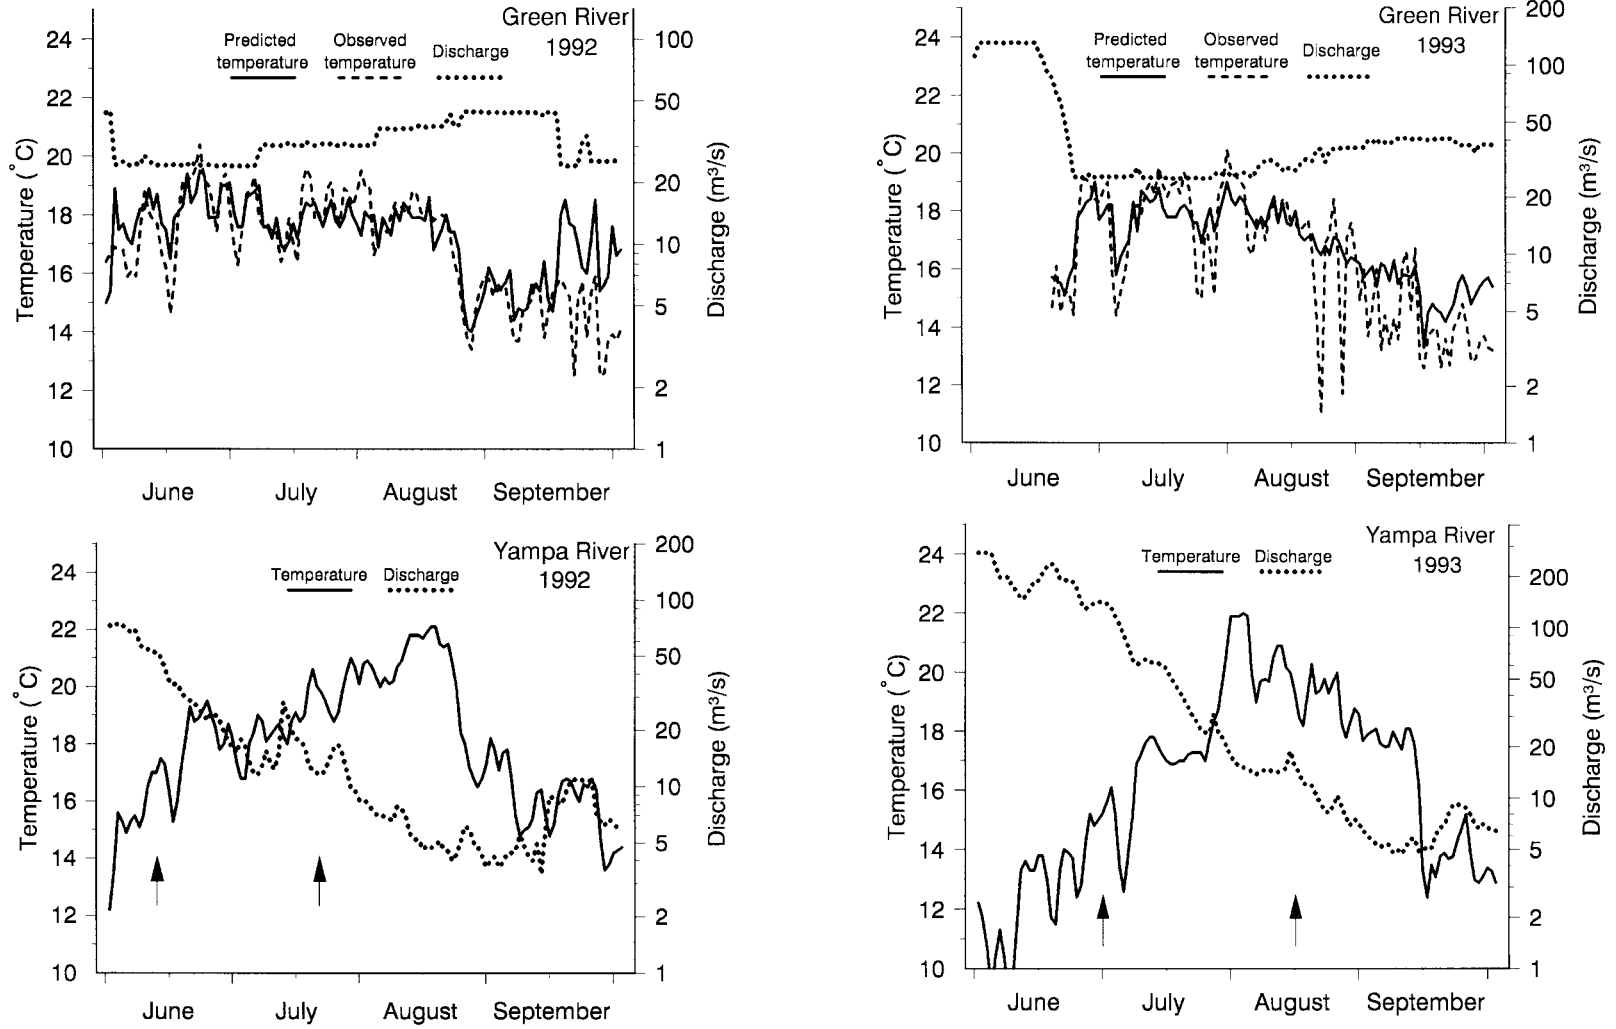 Green River
1992
Predicted
temperature
Observed
temperature
Discharge
Temperature (°C)
24
22
20
18
16
14
12
10
Discharge (m³/s)
100
50
20
10
5
2
1
June July August September
Green River
1993
Predicted
temperature
Observed
temperature
Discharge
Temperature (°C)
24
22
20
18
16
14
12
10
Discharge (m³/s)
200
100
50
20
10
5
2
1
June July August September
Yampa River
1992
Temperature Discharge
Temperature (°C)
24
22
20
18
16
14
12
10
Discharge (m³/s)
200
100
50
20
10
5
2
1
June July August September
Yampa River
1993
Temperature Discharge
Temperature (°C)
24
22
20
18
16
14
12
10
Discharge (m³/s)
200
100
50
20
10
5
2
1
June July August September